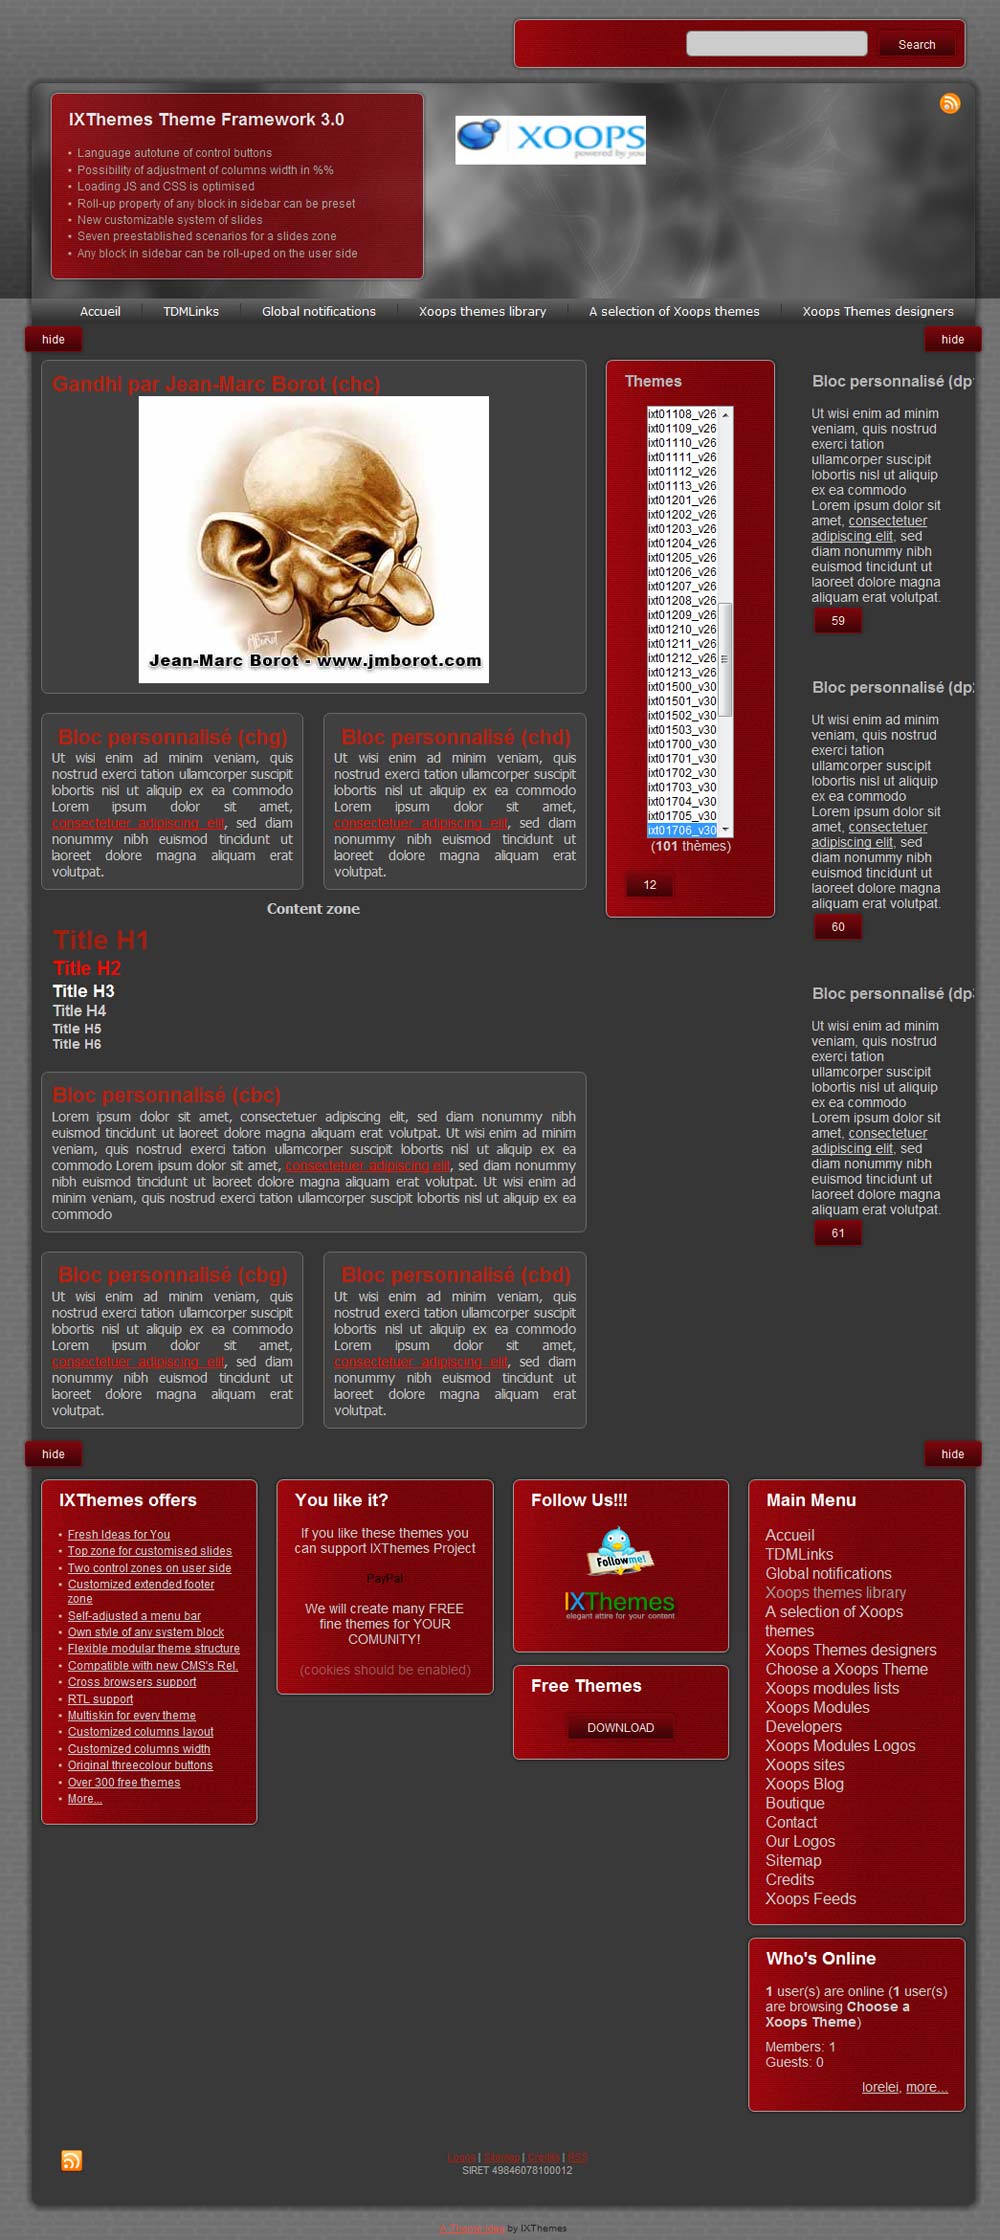 Search
IXThemes Theme Framework 3.0
Language autotune of control buttons
Possibility of adjustment of columns width in %%
Loading JS and CSS is optimised
Roll-up property of any block in sidebar can be preset
New customizable system of slides
Seven preestablished scenarios for a slides zone
Any block in sidebar can be roll-uped on the user side
XOOPS
powered by you
Accueil
TDMLinks
Global notifications
Xoops themes library
A selection of Xoops themes
Xoops Themes designers
hide
hide
Gandhi par Jean-Marc Borot (chc)
Jean-Marc Borot - www.jmborot.com
Bloc personnalisé (chg)
Ut wisi enim ad minim veniam, quis
nostrud exerci tation ullamcorper suscipit
lobortis nisl ut aliquip ex ea commodo
Lorem ipsum dolor sit amet,
consectetuer adipiscing elit, sed diam
nonummy nibh euismod tincidunt ut
laoreet dolore magna aliquam erat
volutpat.
Bloc personnalisé (chd)
Ut wisi enim ad minim veniam, quis
nostrud exerci tation ullamcorper suscipit
lobortis nisl ut aliquip ex ea commodo
Lorem ipsum dolor sit amet,
consectetuer adipiscing elit, sed diam
nonummy nibh euismod tincidunt ut
laoreet dolore magna aliquam erat
volutpat.
Content zone
Title H1
Title H2
Title H3
Title H4
Title H5
Title H6
Bloc personnalisé (cbc)
Lorem ipsum dolor sit amet, consectetuer adipiscing elit, sed diam nonummy nibh
euismod tincidunt ut laoreet dolore magna aliquam erat volutpat. Ut wisi enim ad minim
veniam, quis nostrud exerci tation ullamcorper suscipit lobortis nisl ut aliquip ex ea
commodo Lorem ipsum dolor sit amet, consectetuer adipiscing elit, sed diam nonummy
nibh euismod tincidunt ut laoreet dolore magna aliquam erat volutpat. Ut wisi enim ad
minim veniam, quis nostrud exerci tation ullamcorper suscipit lobortis nisl ut aliquip ex ea
commodo
Bloc personnalisé (cbg)
Ut wisi enim ad minim veniam, quis
nostrud exerci tation ullamcorper suscipit
lobortis nisl ut aliquip ex ea commodo
Lorem ipsum dolor sit amet,
consectetuer adipiscing elit, sed diam
nonummy nibh euismod tincidunt ut
laoreet dolore magna aliquam erat
volutpat.
Bloc personnalisé (cbd)
Ut wisi enim ad minim veniam, quis
nostrud exerci tation ullamcorper suscipit
lobortis nisl ut aliquip ex ea commodo
Lorem ipsum dolor sit amet,
consectetuer adipiscing elit, sed diam
nonummy nibh euismod tincidunt ut
laoreet dolore magna aliquam erat
volutpat.
Themes
ixt01108_v26
ixt01109_v26
ixt01110_v26
ixt01111_v26
ixt01112_v26
ixt01113_v26
ixt01201_v26
ixt01202_v26
ixt01203_v26
ixt01204_v26
ixt01205_v26
ixt01206_v26
ixt01207_v26
ixt01208_v26
ixt01209_v26
ixt01210_v26
ixt01211_v26
ixt01212_v26
ixt01213_v26
ixt01500_v30
ixt01501_v30
ixt01502_v30
ixt01503_v30
ixt01700_v30
ixt01701_v30
ixt01702_v30
ixt01703_v30
ixt01704_v30
ixt01705_v30
ixt01706_v30
(101 thèmes)
12
Bloc personnalisé (dp
Ut wisi enim ad minim
veniam, quis nostrud
exerci tation
ullamcorper suscipit
lobortis nisl ut aliquip
ex ea commodo
Lorem ipsum dolor sit
amet, consectetuer
adipiscing elit, sed
diam nonummy nibh
euismod tincidunt ut
laoreet dolore magna
aliquam erat volutpat.
59
Bloc personnalisé (dp2
Ut wisi enim ad minim
veniam, quis nostrud
exerci tation
ullamcorper suscipit
lobortis nisl ut aliquip
ex ea commodo
Lorem ipsum dolor sit
amet, consectetuer
adipiscing elit, sed
diam nonummy nibh
euismod tincidunt ut
laoreet dolore magna
aliquam erat volutpat.
60
Bloc personnalisé (dp3
Ut wisi enim ad minim
veniam, quis nostrud
exerci tation
ullamcorper suscipit
lobortis nisl ut aliquip
ex ea commodo
Lorem ipsum dolor sit
amet, consectetuer
adipiscing elit, sed
diam nonummy nibh
euismod tincidunt ut
laoreet dolore magna
aliquam erat volutpat.
61
hide
hide
IXThemes offers
Fresh Ideas for You
Top zone for customised slides
Two control zones on user side
Customized extended footer
zone
Self-adjusted a menu bar
Own style of any system block
Flexible modular theme structure
Compatible with new CMS's Rel.
Cross browsers support
RTL support
Multiskin for every theme
Customized columns layout
Customized columns width
Original threecolour buttons
Over 300 free themes
More...
You like it?
If you like these themes you
can support IXThemes Project
PayPal
We will create many FREE
fine themes for YOUR
COMUNITY!
(cookies should be enabled)
Follow Us!!!
Follow me!
IXThemes
elegant attire for your content
Free Themes
DOWNLOAD
Main Menu
Accueil
TDMLinks
Global notifications
Xoops themes library
A selection of Xoops
themes
Xoops Themes designers
Choose a Xoops Theme
Xoops modules lists
Xoops Modules
Developers
Xoops Modules Logos
Xoops sites
Xoops Blog
Boutique
Contact
Our Logos
Sitemap
Credits
Xoops Feeds
Who's Online
1 user(s) are online (1 user(s)
are browsing Choose a
Xoops Theme)
Members: 1
Guests: 0
lorelei, more...
Logos | Sitemap | Credits | RSS
SIRET 49846078100012
by IXThemes